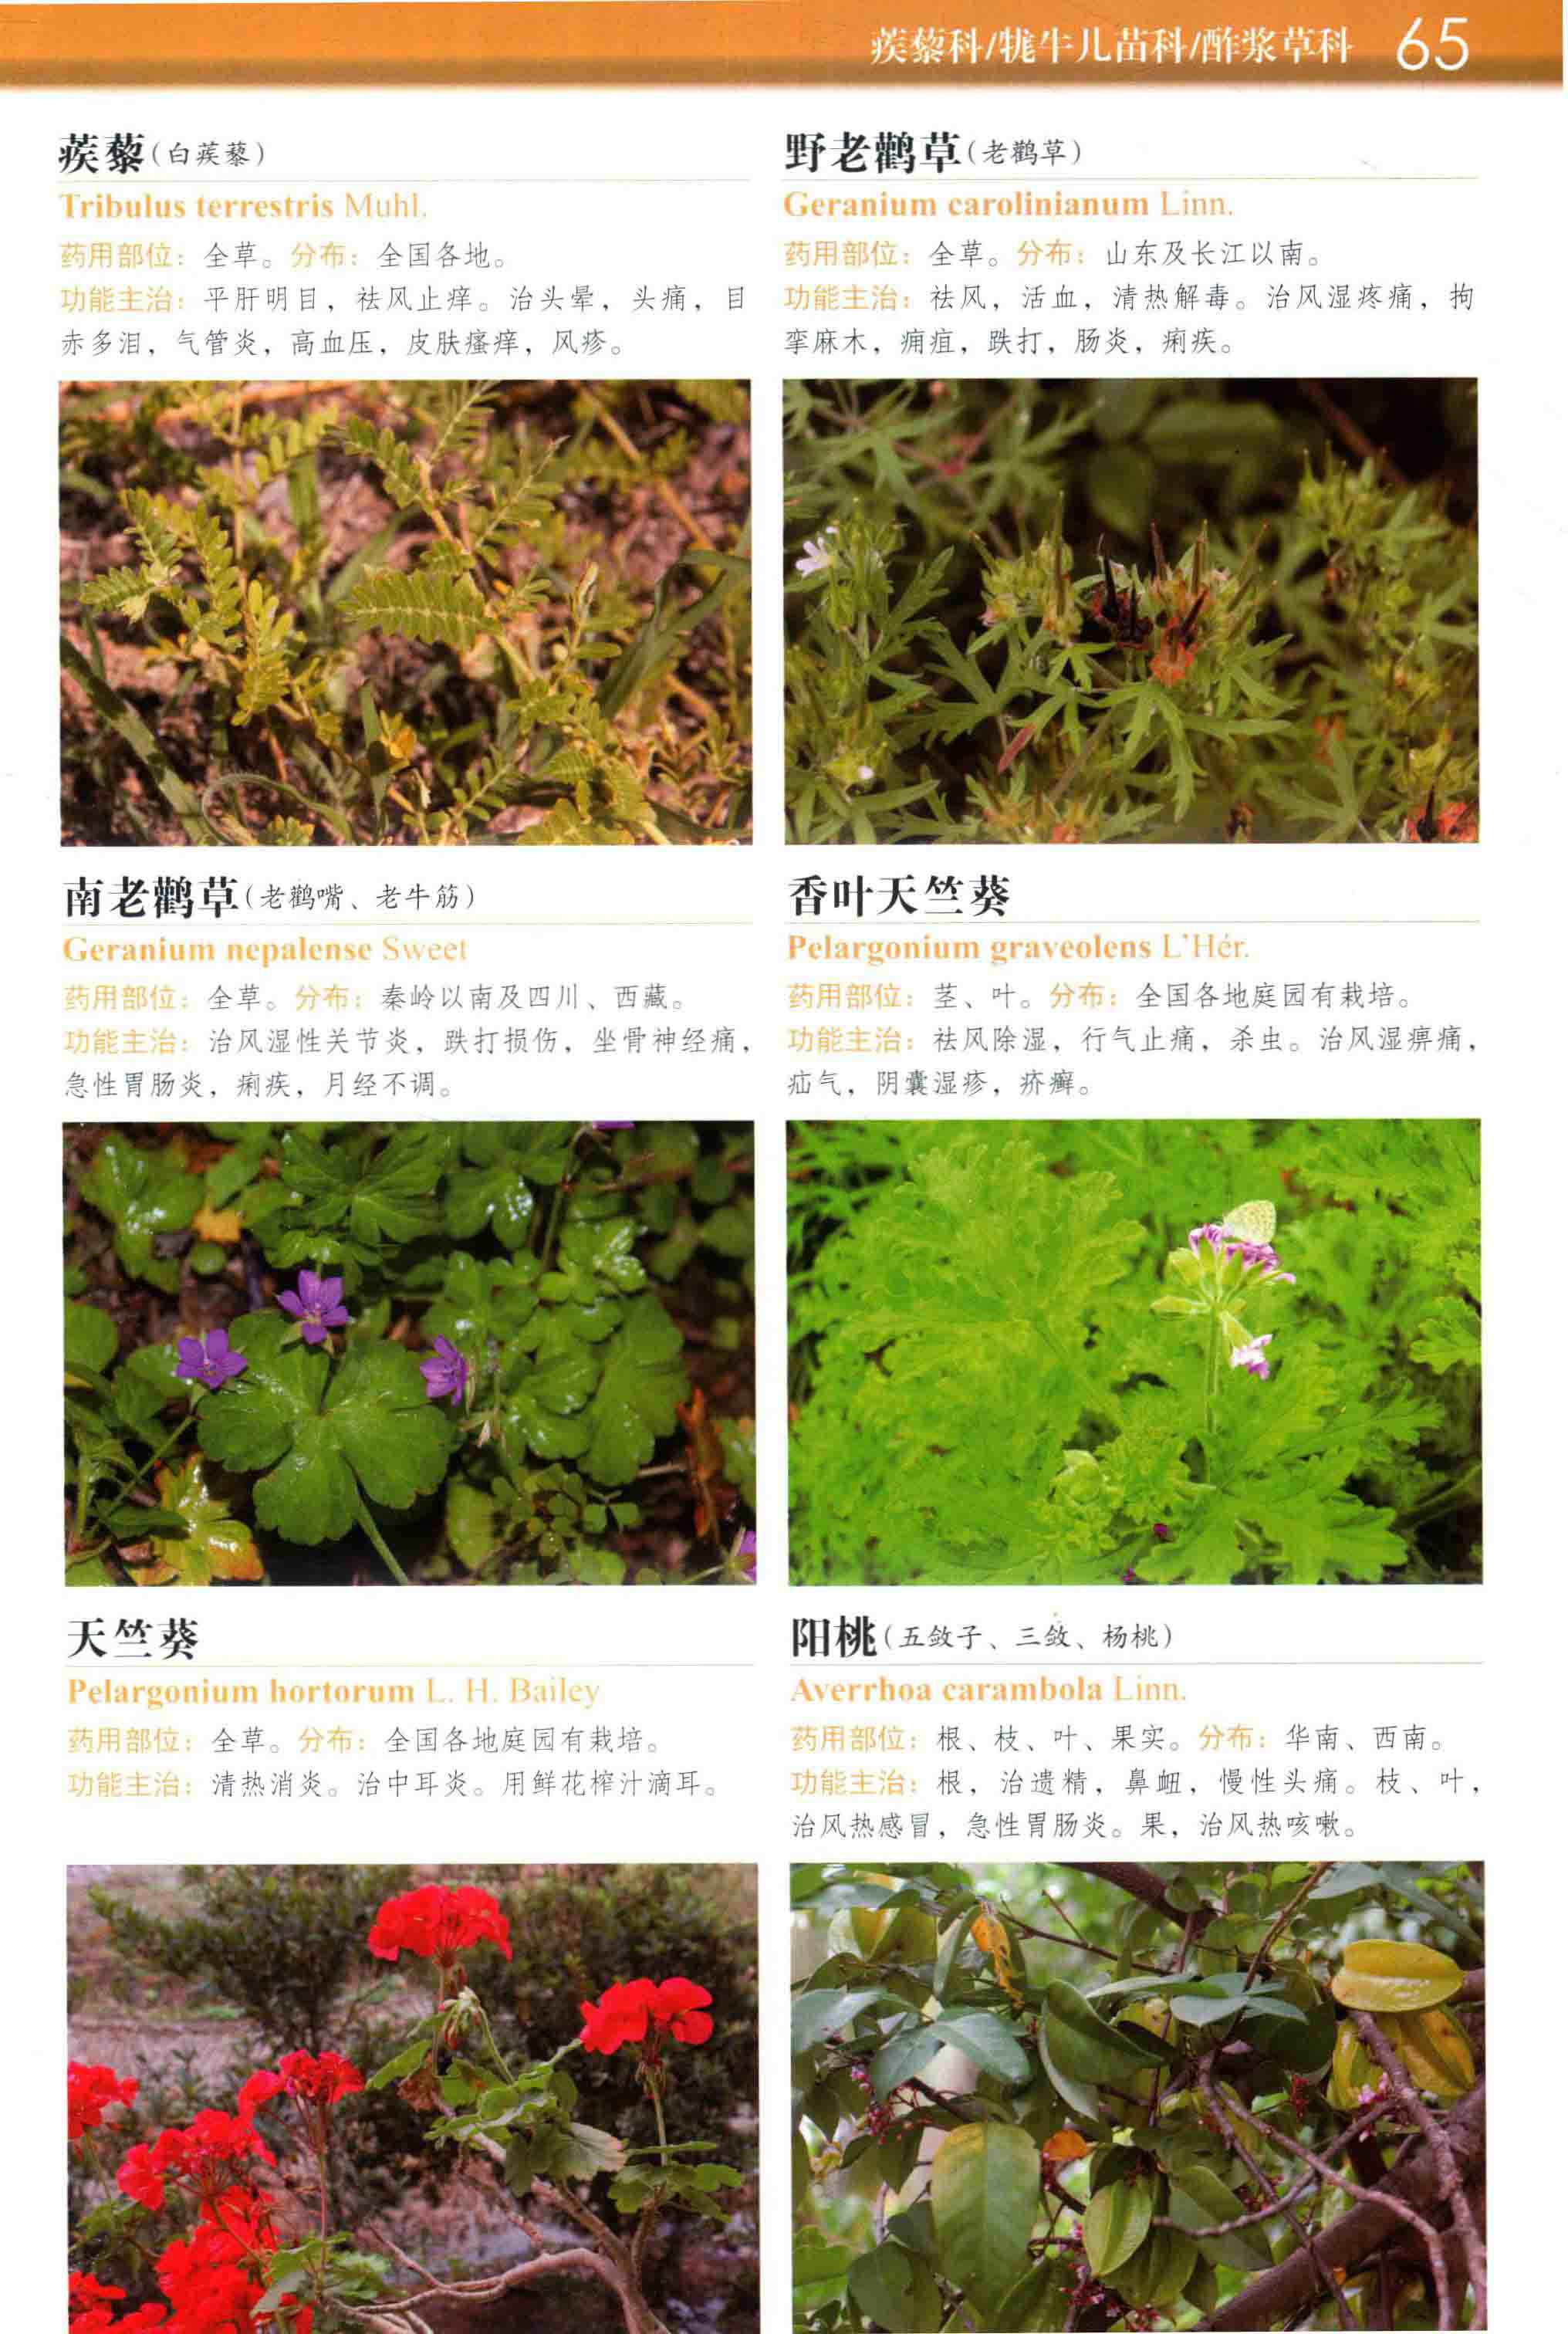 蒺藜科/牻牛儿苗科/酢浆草科 65
蒺藜(白蒺藜)
Tribulus terrestris Muhl.
药用部位：全草。分布：全国各地。
功能主治：平肝明目，祛风止痒。治头晕，头痛，目
赤多泪，气管炎，高血压，皮肤瘙痒，风疹。
野老鹳草(老鹳草)
Geranium carolinianum Linn.
药用部位：全草。分布：山东及长江以南。
功能主治：祛风，活血，清热解毒。治风湿疼痛，拘
挛麻木，痈疽，跌打，肠炎，痢疾。
南老鹳草(老鹳嘴、老牛筋)
Geranium nepalense Sweet
药用部位：全草。分布：秦岭以南及四川、西藏。
功能主治：治风湿性关节炎，跌打损伤，坐骨神经痛，
急性胃肠炎，痢疾，月经不调。
香叶天竺葵
Pelargonium graveolens L'Hér.
药用部位：茎、叶。分布：全国各地庭园有栽培。
功能主治：祛风除湿，行气止痛，杀虫。治风湿痹痛，
疝气，阴囊湿疹，疥癣。
天竺葵
Pelargonium hortorum L. H. Bailey
药用部位：全草。分布：全国各地庭园有栽培。
功能主治：清热消炎。治中耳炎。用鲜花榨汁滴耳。
阳桃(五敛子、三敛、杨桃)
Averrhoa carambola Linn.
药用部位：根、枝、叶、果实。分布：华南、西南。
功能主治：根，治遗精，鼻衄，慢性头痛。枝、叶，
治风热感冒，急性胃肠炎。果，治风热咳嗽。